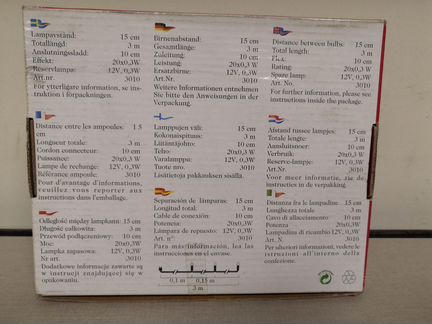 Lampavstånd: 15 cm
Totallängd: 3 m
Anslutningsladd: 10 cm
Effekt: 20x0,3W
Reservlampa: 12V, 0,3W
Art.nr. 3010
För ytterligare information, se instruktion i förpackningen.
Birnenabstand: 15 cm
Gesamtlänge: 3 m
Zuleitung: 10 cm
Leistung: 20x0,3 W
Ersatzbirne: 12V, 0,3W
Art.Nr. 3010
Weitere Informationen entnehmen
Sie bitte den Anweisungen in der
Verpackung.
Distance between bulbs: 15 cm
Total length: 3 m
10 cm
Rating: 20x0,3 W
Spare lamp: 12V, 0,3W
Art. No. 3010
For further information, please see
instructions inside the package.
Distance entre les ampoules: 1 5
cm
Longueur totale: 3 m
Cordon connecteur: 10 cm
Puissance: 20x0,3W
Lampe de rechange: 12V, 0,3W
Référance ampoule: 3010
Pour d'avantage d'informations,
veuillez vous reporter aux
instructions dans l'emballage.
Lamppujen väli: 15 cm
Kokonaispituus: 3 m
Liitäntäjohto: 10 cm
Teho: 20x0,3W
Varalamppu: 12V, 0,3W
Tuote nro. 3010
Lisätietoja pakkauksen sisällä.
Afstand tussen lampjes: 15 cm
Totale lengte: 3 m
Aansluitsnoer: 10 cm
Verbruik: 20x0,3W
Reserve-lampje: 12V, 0,3W
Art. Nr. 3010
Voor meer informatie, zie de
instructies in de verpakking.
Odległość między lampkami: 15 cm
Długość całkowita: 3 m
Przewód podłączeniowy: 10 cm
Moc: 20x0,3W
Lampka zapasowa: 12V, 0,3W
Nr art. 3010
Dodatkowe informacje zawarte są
w instrukcji znajdującej się w
opakowaniu.
Separación de lámparas: 15 cm
Longitud total: 3 m
Cable de conexión: 10 cm
Potencia: 20x0,3W
Lámpara de repuesto: 12V, 0,3W
Art. n°: 3010
Para más información, lea las
instrucciones en el envase.
0,1 m 0,15 m
3 m
Distanza fra le lampadine: 15 cm
Lunghezza totale 3 m
Cavo di allacciamento 10 cm
Potenza 20x0,3W
Lampadina di ricambio 12V, 0,3W
Art. N. 3010
Per ulteriori informazioni, vedere le
istruzioni all'interno della
confezione.